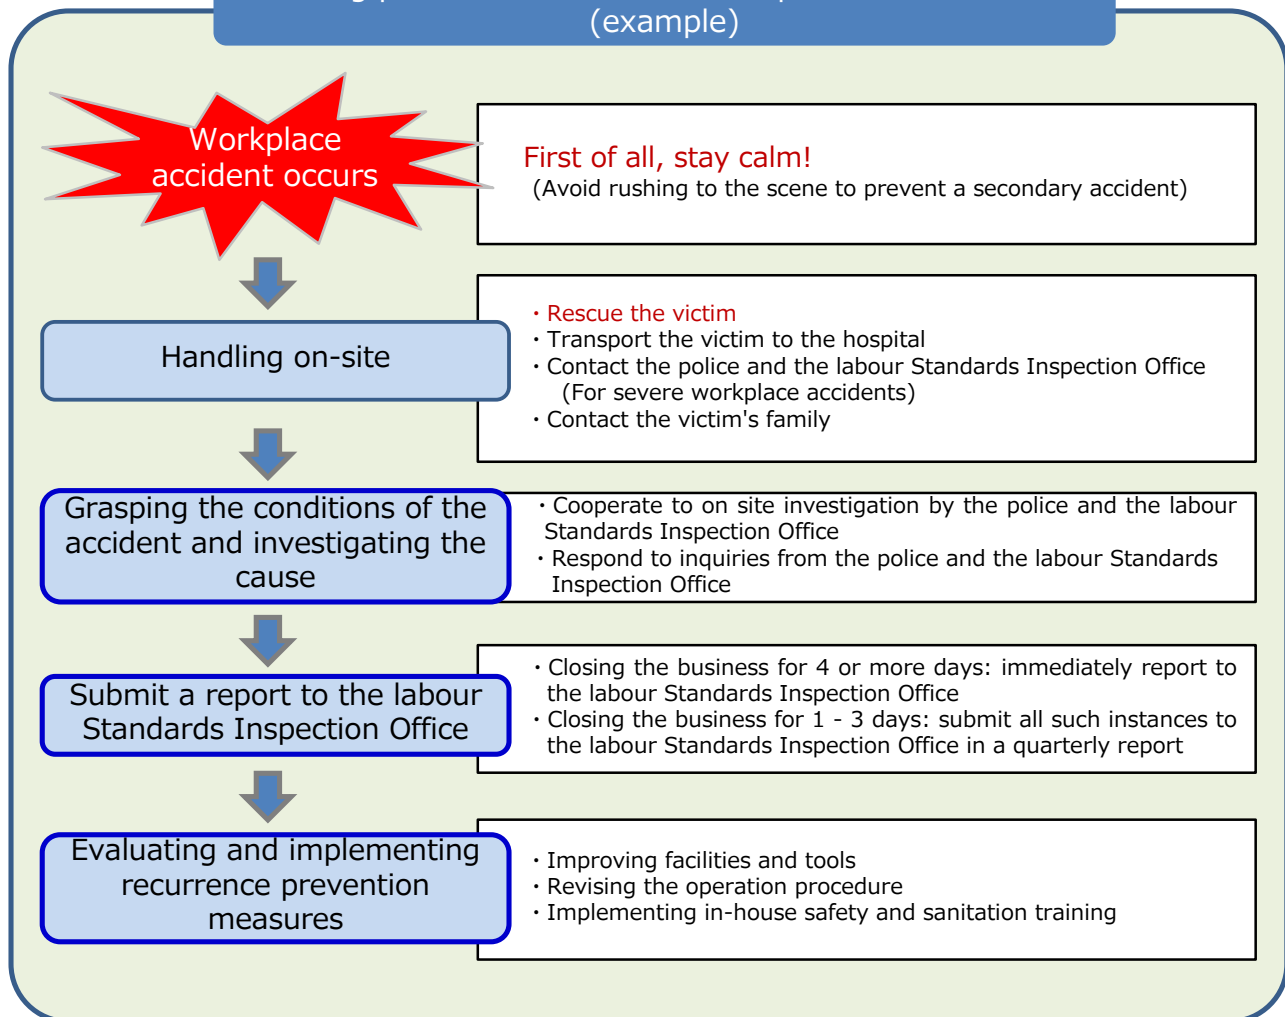 (example)
Workplace
accident occurs
First of all, stay calm!
(Avoid rushing to the scene to prevent a secondary accident)
Handling on-site
・Rescue the victim
・Transport the victim to the hospital
・Contact the police and the labour Standards Inspection Office
(For severe workplace accidents)
・Contact the victim's family
Grasping the conditions of the
accident and investigating the
cause
・Cooperate to on site investigation by the police and the labour
Standards Inspection Office
・Respond to inquiries from the police and the labour Standards
Inspection Office
Submit a report to the labour
Standards Inspection Office
・Closing the business for 4 or more days: immediately report to
the labour Standards Inspection Office
・Closing the business for 1 - 3 days: submit all such instances to
the labour Standards Inspection Office in a quarterly report
Evaluating and implementing
recurrence prevention
measures
・Improving facilities and tools
・Revising the operation procedure
・Implementing in-house safety and sanitation training